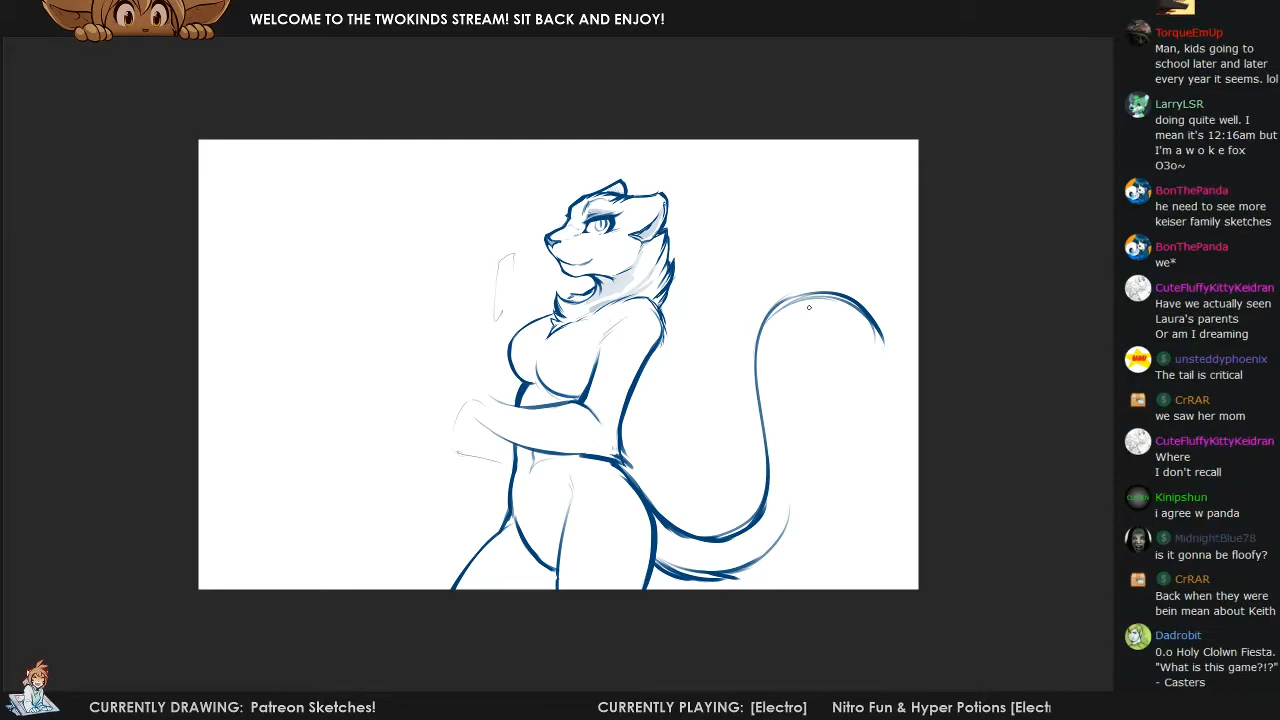 WELCOME TO THE TWOKINDS STREAM! SIT BACK AND ENJOY!
TorqueEmUp
Man, kids going to
school later and later
every year it seems. lol
LarryLSR
doing quite well. I
mean it's 12:16am but
I'm a w o k e fox
O3o~
BonThePanda
he need to see more
keiser family sketches
BonThePanda
we*
CuteFluffyKittyKeidran
Have we actually seen
Laura's parents
Or am I dreaming
unsteddyphoenix
The tail is critical
CrRAR
we saw her mom
CuteFluffyKittyKeidran
Where
I don't recall
Kinipshun
i agree w panda
MidnightBlue78
is it gonna be floofy?
CrRAR
Back when they were
bein mean about Keith
Dadrobit
0.o Holy Clolwn Fiesta.
"What is this game?!?"
- Casters
CURRENTLY DRAWING: Patreon Sketches!
CURRENTLY PLAYING: [Electro] Nitro Fun & Hyper Potions [Elect